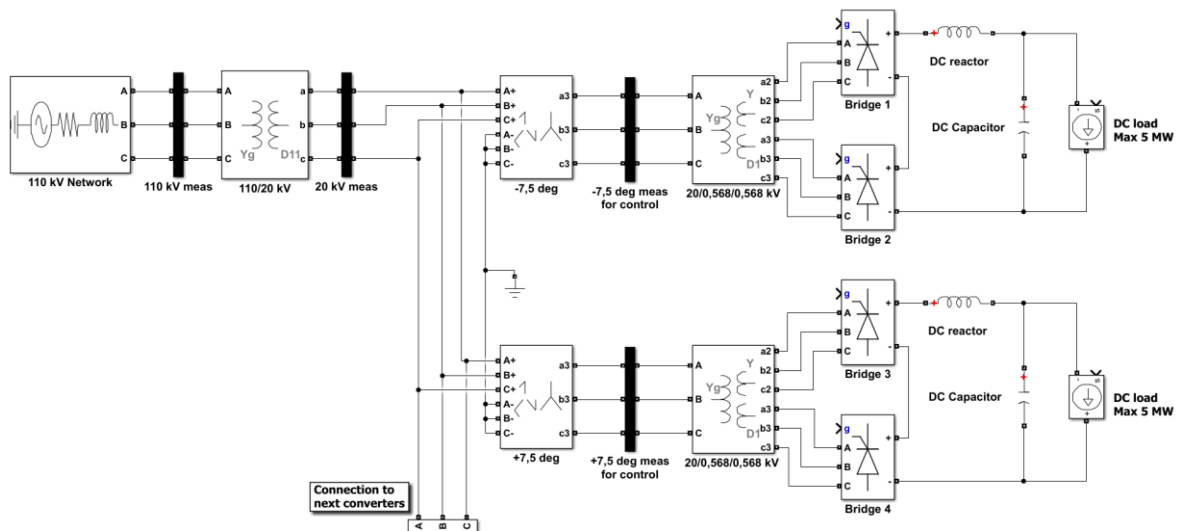 110 kV Network
A
B
C
110 kV meas
A
B
C
Yg
D11
a
b
c
110/20 kV
20 kV meas
A+
B+
C+
A-
B-
C-
a3
b3
c3
-7,5 deg
-7,5 deg meas
for control
A
B
C
Yg
Y
D1
a2
b2
c2
a3
b3
c3
20/0,568/0,568 kV
g
A
B
C
+
-
Bridge 1
g
A
B
C
+
-
Bridge 2
+
DC reactor
+
DC Capacitor
-
s
+
DC load
Max 5 MW
A+
B+
C+
A-
B-
C-
a3
b3
c3
+7,5 deg
+7,5 deg meas
for control
A
B
C
Yg
Y
D1
a2
b2
c2
a3
b3
c3
20/0,568/0,568 kV
g
A
B
C
+
-
Bridge 3
g
A
B
C
+
-
Bridge 4
+
DC reactor
+
DC Capacitor
-
s
+
DC load
Max 5 MW
Connection to
next converters
A
B
C